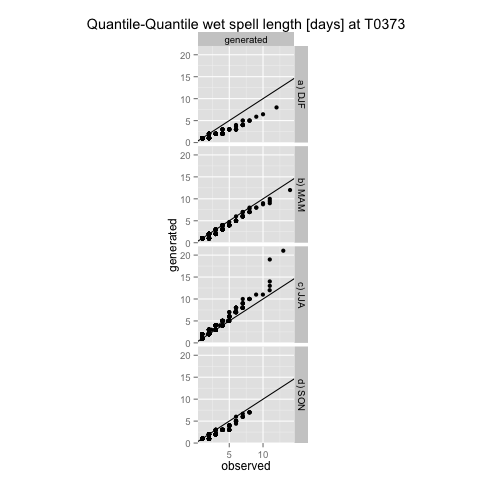 Quantile-Quantile wet spell length [days] at T0373
generated
20
15
10
5
0
a) DJF
20
15
10
5
0
b) MAM
generated
20
15
10
5
0
c) JJA
20
15
10
5
0
d) SON
5 10
observed